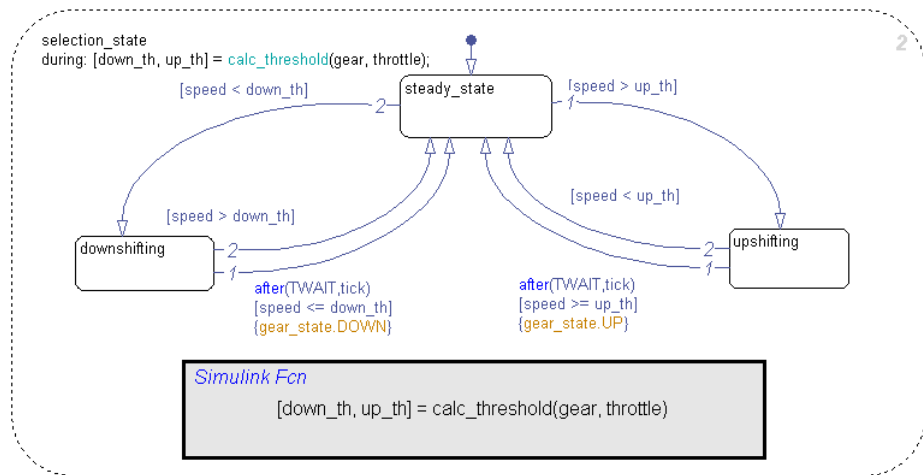 selection_state
2
during: [down_th, up_th] = calc_threshold(gear, throttle);
steady_state
[speed < down_th]
2
[speed > up_th]
1
[speed > down_th]
[speed < up_th]
downshifting
2
1
upshifting
2
1
after(TWAIT,tick)
[speed <= down_th]
{gear_state.DOWN}
after(TWAIT,tick)
[speed >= up_th]
{gear_state.UP}
Simulink Fcn
[down_th, up_th] = calc_threshold(gear, throttle)